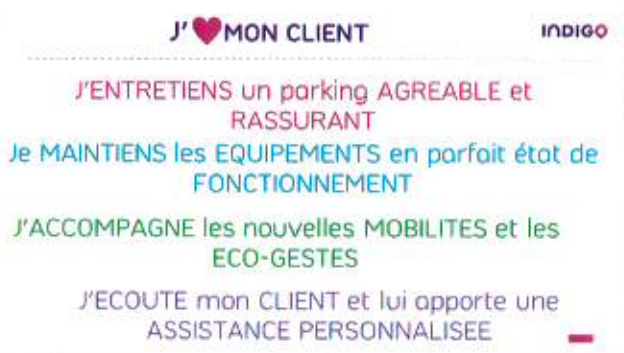 J'❤MON CLIENT
INDIGO
J'ENTRETIENS un parking AGREABLE et
RASSURANT
Je MAINTIENS les EQUIPEMENTS en parfait état de
FONCTIONNEMENT
J'ACCOMPAGNE les nouvelles MOBILITES et les
ECO-GESTES
J'ECOUTE mon CLIENT et lui apporte une
ASSISTANCE PERSONNALISEE